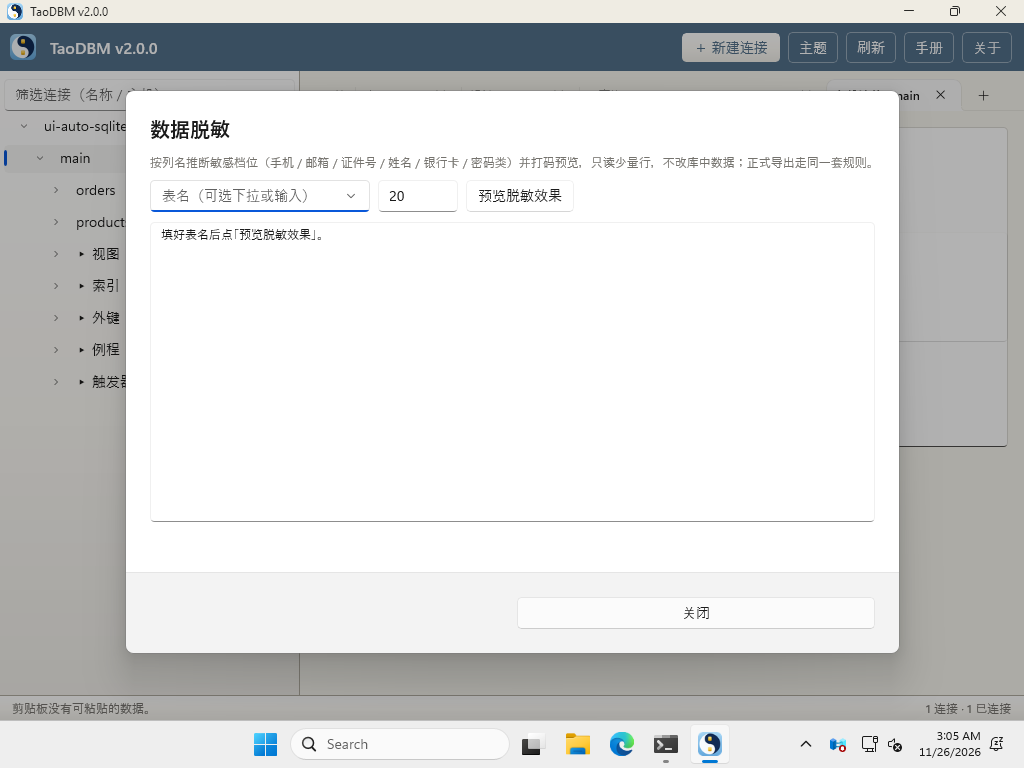 TaoDBM v2.0.0
TaoDBM v2.0.0
+ 新建连接
主题
刷新
手册
关于
筛选连接（名称 /
main
ui-auto-sqlite
main
orders
product
视图
索引
外键
例程
触发器
数据脱敏
按列名推断敏感档位（手机 / 邮箱 / 证件号 / 姓名 / 银行卡 / 密码类）并打码预览，只读少量行，不改库中数据；正式导出走同一套规则。
表名（可选下拉或输入）
20
预览脱敏效果
填好表名后点「预览脱敏效果」。
关闭
剪贴板没有可粘贴的数据。
1 连接 · 1 已连接
Search
3:05 AM
11/26/2026